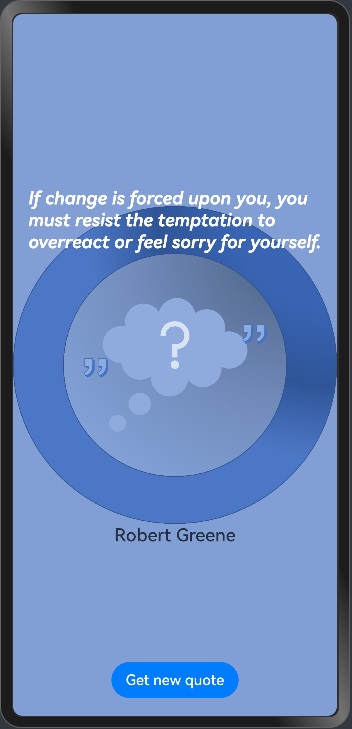 If change is forced upon you, you
must resist the temptation to
overreact or feel sorry for yourself.
?
Robert Greene
Get new quote